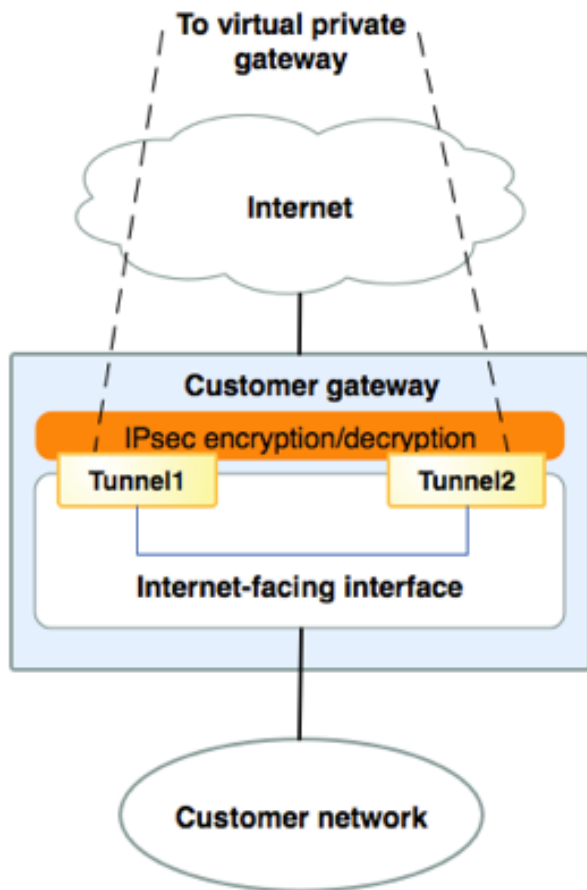 To virtual private
gateway
Internet
Customer gateway
IPsec encryption/decryption
Tunnel1
Tunnel2
Internet-facing interface
Customer network